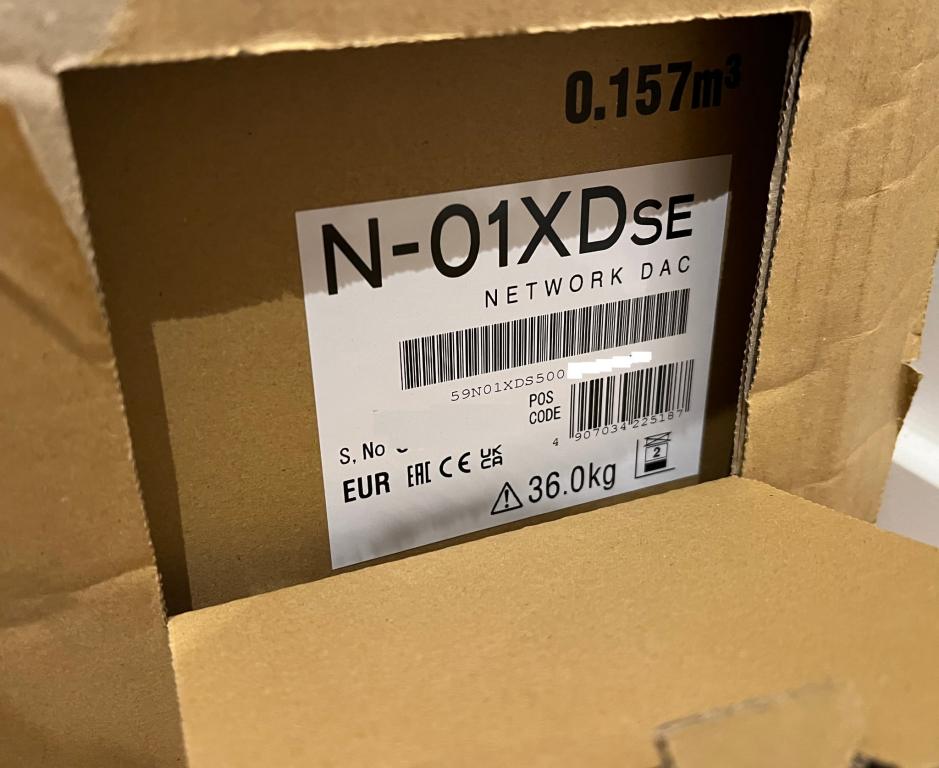 0.157m³
N-01XDSE
NETWORK DAC
59N01XDS500
POS
CODE
4 907034 225187
S, No
EUR EAC CE UK
CA
36.0kg
2